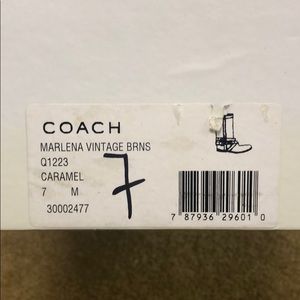 COACH
MARLENA VINTAGE BRNS
Q1223
CARAMEL
7 M
30002477
7
7 87936 29601 0